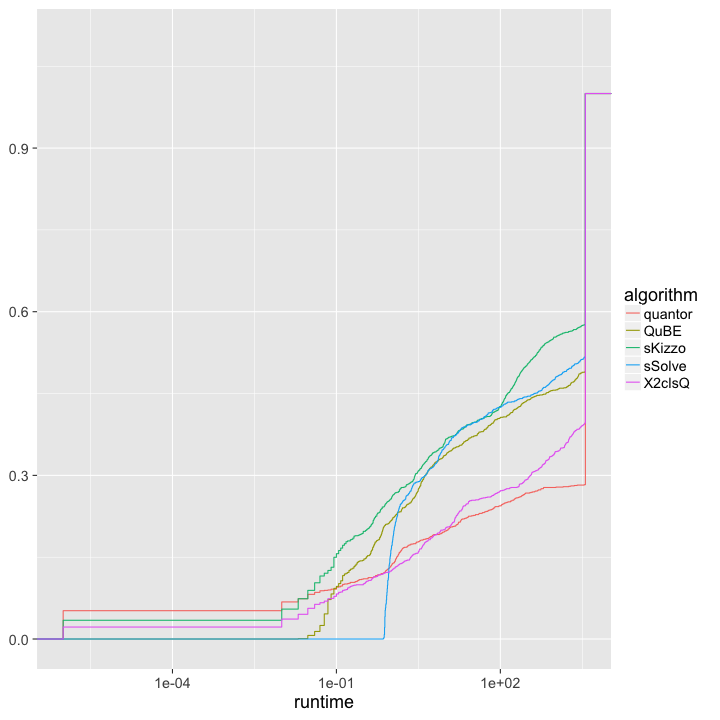 0.9
0.6
0.3
0.0
1e-04
1e-01
1e+02
runtime
algorithm
quantor
QuBE
sKizzo
sSolve
X2clsQ